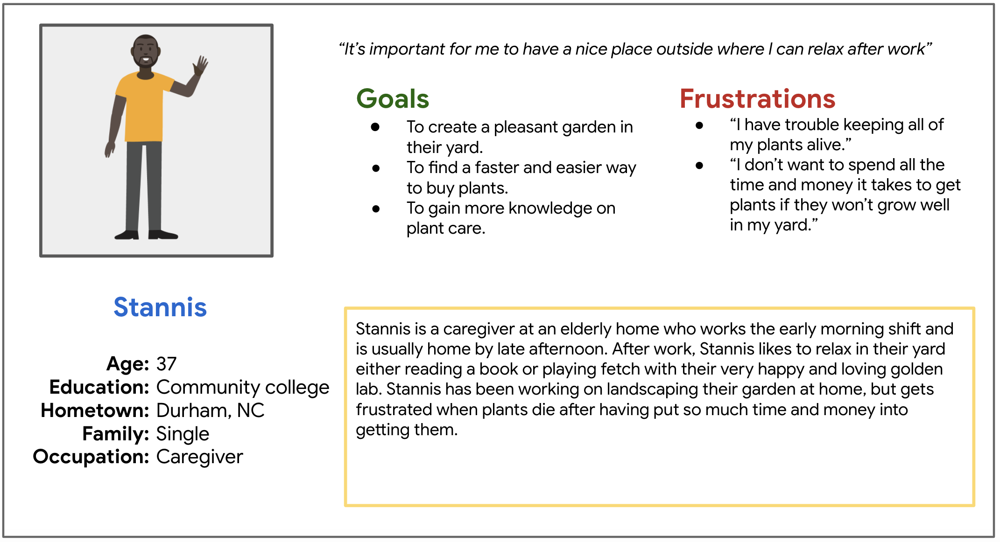 “It’s important for me to have a nice place outside where I can relax after work”
Goals
● To create a pleasant garden in
their yard.
● To find a faster and easier way
to buy plants.
● To gain more knowledge on
plant care.
Frustrations
● “I have trouble keeping all of
my plants alive.”
● “I don’t want to spend all the
time and money it takes to get
plants if they won’t grow well
in my yard.”
Stannis
Age: 37
Education: Community college
Hometown: Durham, NC
Family: Single
Occupation: Caregiver
Stannis is a caregiver at an elderly home who works the early morning shift and
is usually home by late afternoon. After work, Stannis likes to relax in their yard
either reading a book or playing fetch with their very happy and loving golden
lab. Stannis has been working on landscaping their garden at home, but gets
frustrated when plants die after having put so much time and money into
getting them.